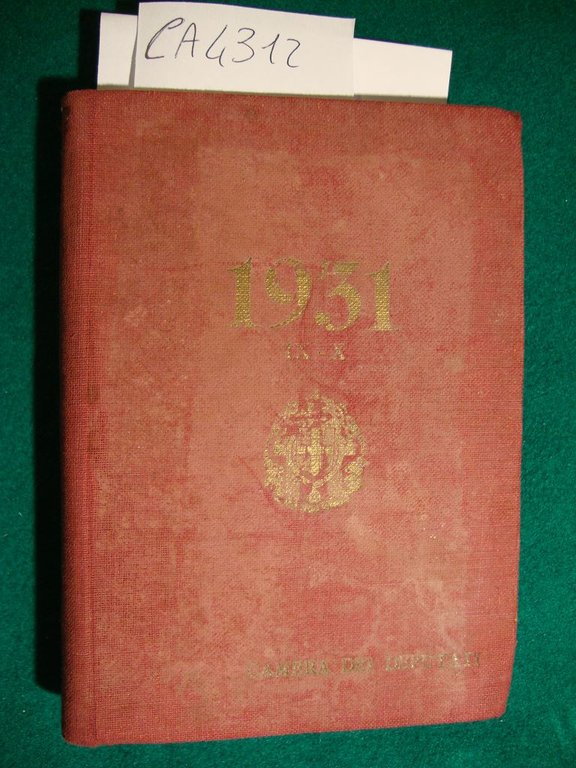 CA4312
1931
IX-X
CAMERA DEI DEPUTATI